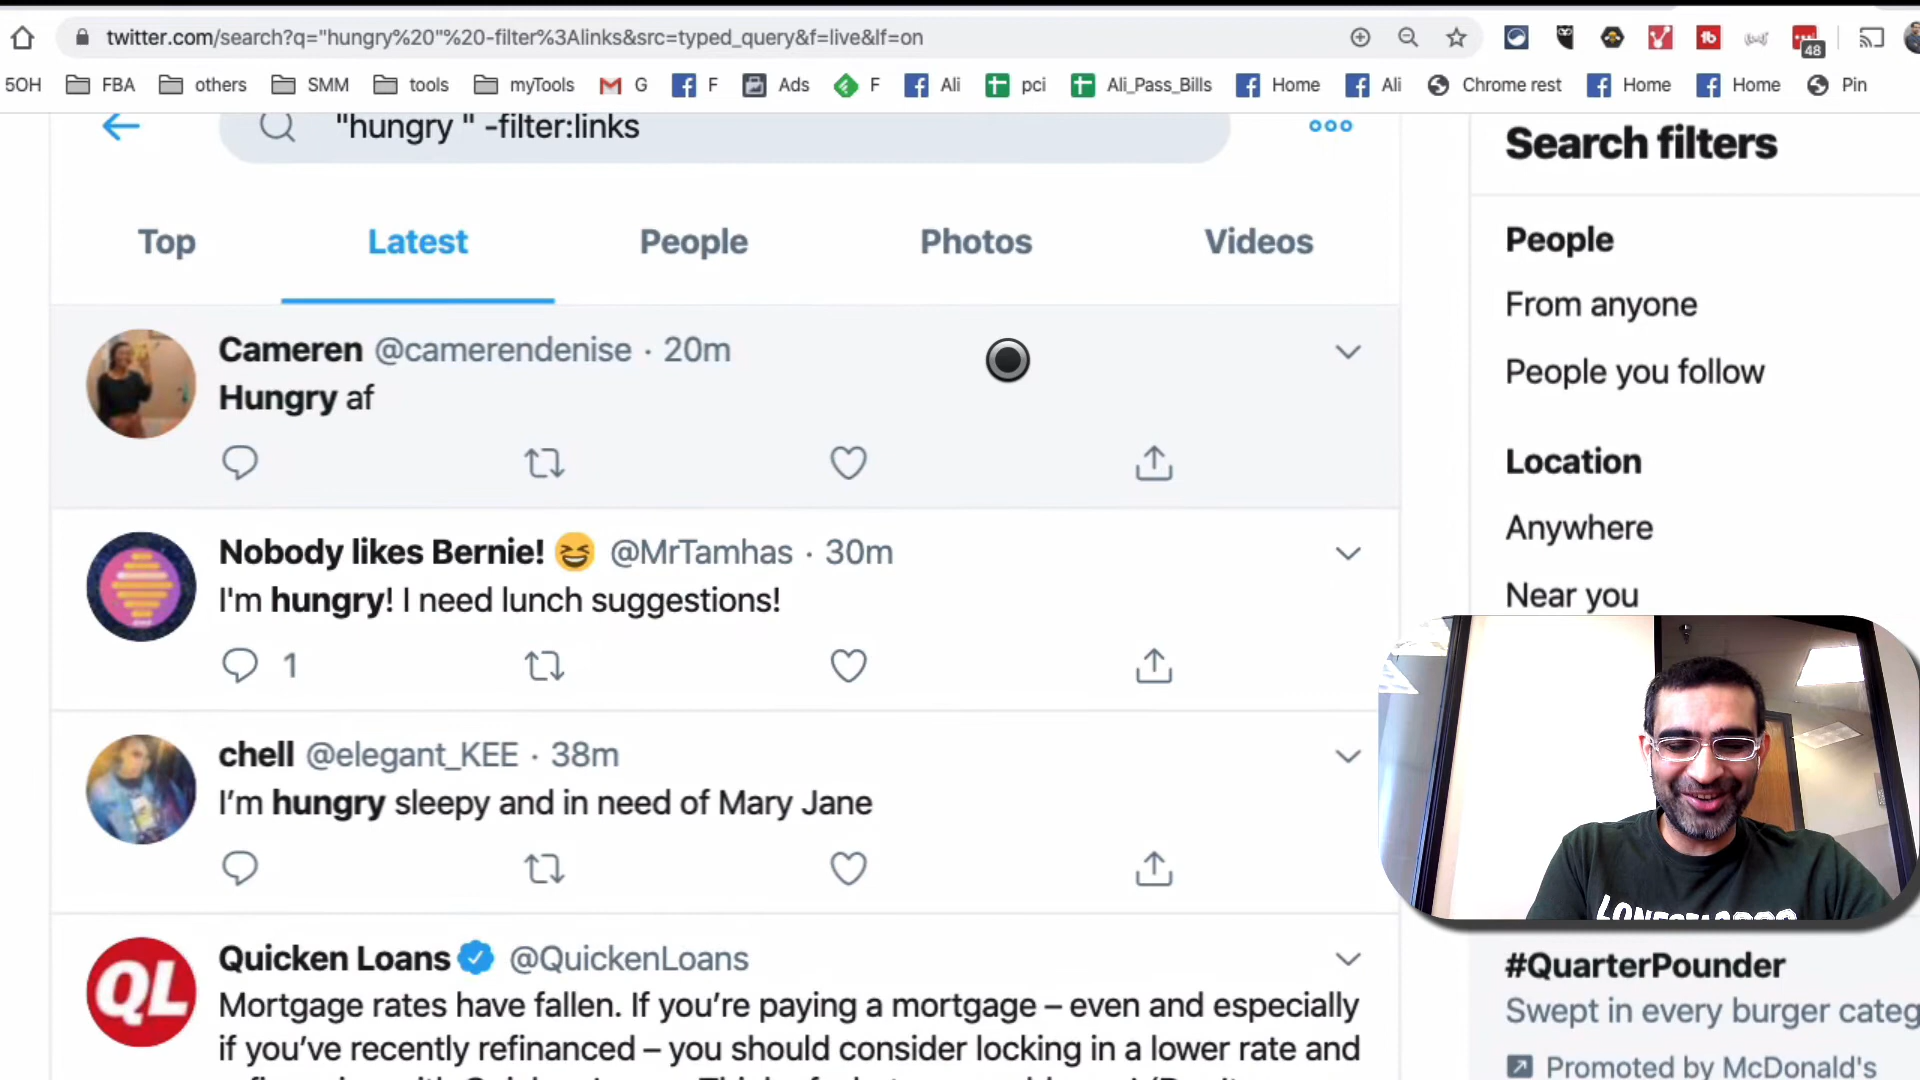 twitter.com/search?q="hungry%20"%20-filter%3Alinks&src=typed_query&f=live&lf=on
48
5OH FBA others SMM tools myTools G F Ads F Ali pci Ali_Pass_Bills Home Ali Chrome rest Home Home Pin
"hungry " -filter:links
Top Latest People Photos Videos
Cameren @camerendenise · 20m
Hungry af
Nobody likes Bernie! 😆 @MrTamhas · 30m
I'm hungry! I need lunch suggestions!
1
chell @elegant_KEE · 38m
I’m hungry sleepy and in need of Mary Jane
QL
Quicken Loans @QuickenLoans
Mortgage rates have fallen. If you’re paying a mortgage – even and especially
if you’ve recently refinanced – you should consider locking in a lower rate and
Search filters
People
From anyone
People you follow
Location
Anywhere
Near you
#QuarterPounder
Swept in every burger categ
Promoted by McDonald's